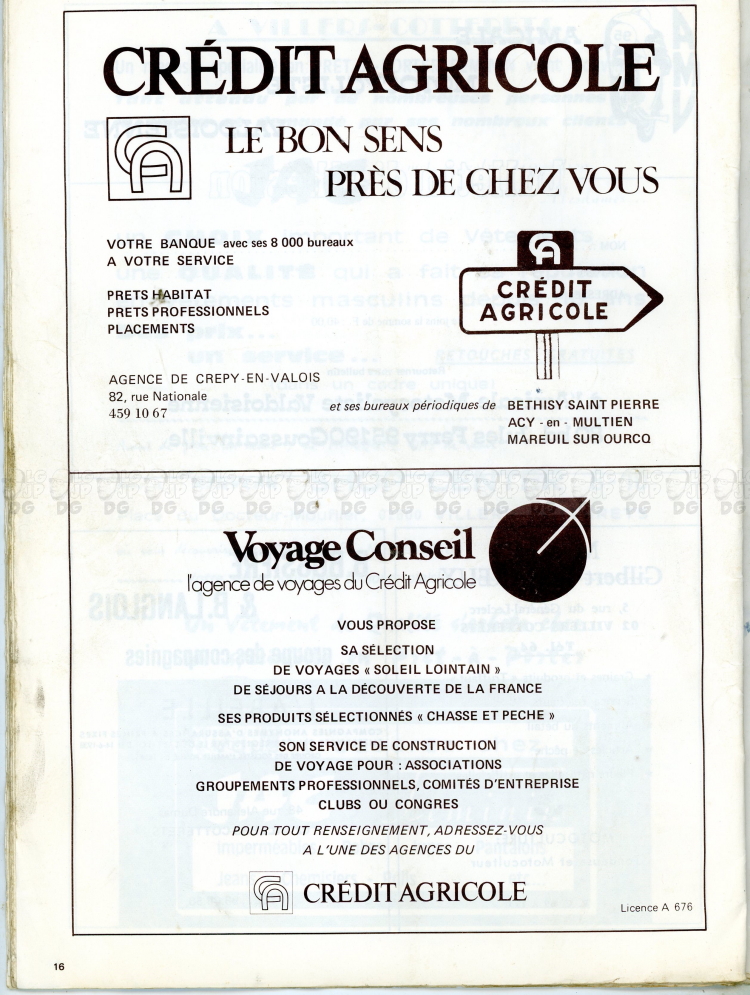 CRÉDIT AGRICOLE
LE BON SENS
PRÈS DE CHEZ VOUS
VOTRE BANQUE avec ses 8 000 bureaux
A VOTRE SERVICE
PRETS HABITAT
PRETS PROFESSIONNELS
PLACEMENTS
CRÉDIT
AGRICOLE
AGENCE DE CREPY-EN-VALOIS
82, rue Nationale
459 10 67
et ses bureaux périodiques de BETHISY SAINT PIERRE
ACY - en - MULTIEN
MAREUIL SUR OURCQ
Voyage Conseil
l'agence de voyages du Crédit Agricole
VOUS PROPOSE
SA SÉLECTION
DE VOYAGES « SOLEIL LOINTAIN »
DE SÉJOURS A LA DÉCOUVERTE DE LA FRANCE
SES PRODUITS SÉLECTIONNÉS « CHASSE ET PECHE »
SON SERVICE DE CONSTRUCTION
DE VOYAGE POUR : ASSOCIATIONS
GROUPEMENTS PROFESSIONNELS, COMITÉS D'ENTREPRISE
CLUBS OU CONGRES
POUR TOUT RENSEIGNEMENT, ADRESSEZ-VOUS
A L'UNE DES AGENCES DU
CRÉDIT AGRICOLE
Licence A 676
16